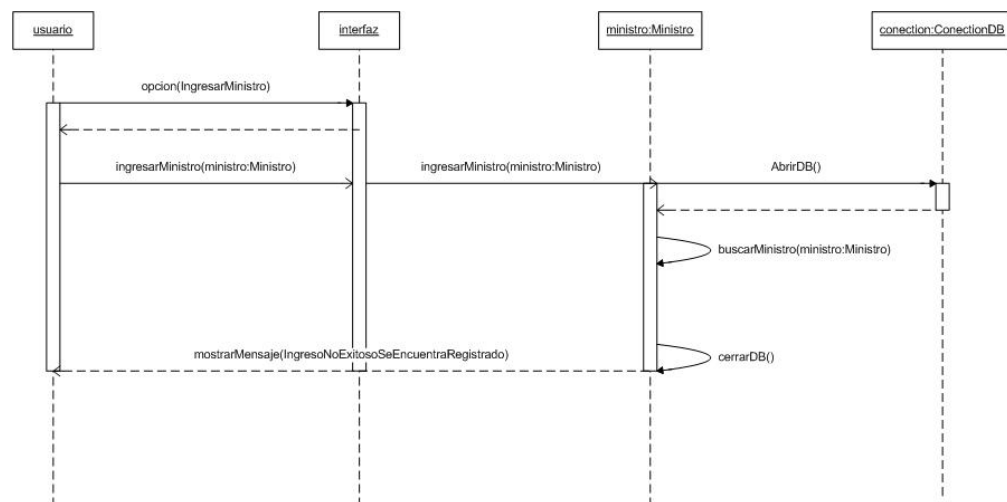 usuario
interfaz
ministro:Ministro
conection:ConectionDB
opcion(IngresarMinistro)
ingresarMinistro(ministro:Ministro)
ingresarMinistro(ministro:Ministro)
AbrirDB()
buscarMinistro(ministro:Ministro)
mostrarMensaje(IngresoNoExitosoSeEncuentraRegistrado)
cerrarDB()